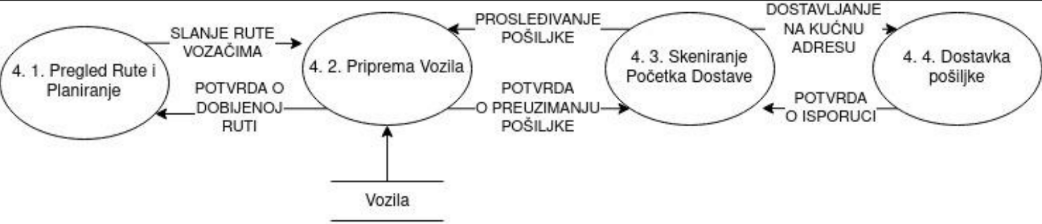 4. 1. Pregled Rute i
Planiranje
SLANJE RUTE
VOZAČIMA
POTVRDA O
DOBIJENOJ
RUTI
4. 2. Priprema Vozila
PROSLEĐIVANJE
POŠILJKE
POTVRDA
O PREUZIMANJU
POŠILJKE
4. 3. Skeniranje
Početka Dostave
DOSTAVLJANJE
NA KUĆNU
ADRESU
POTVRDA
O ISPORUCI
4. 4. Dostavka
pošiljke
Vozila